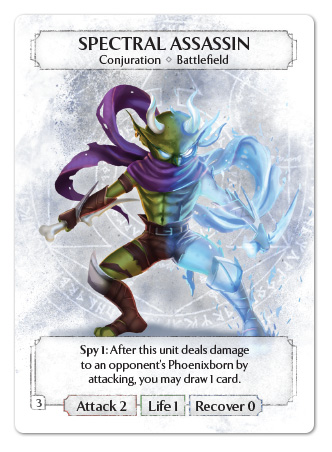 SPECTRAL ASSASSIN
Conjuration ⟐ Battlefield
Spy 1: After this unit deals damage
to an opponent's Phoenixborn by
attacking, you may draw 1 card.
3 Attack 2 Life 1 Recover 0